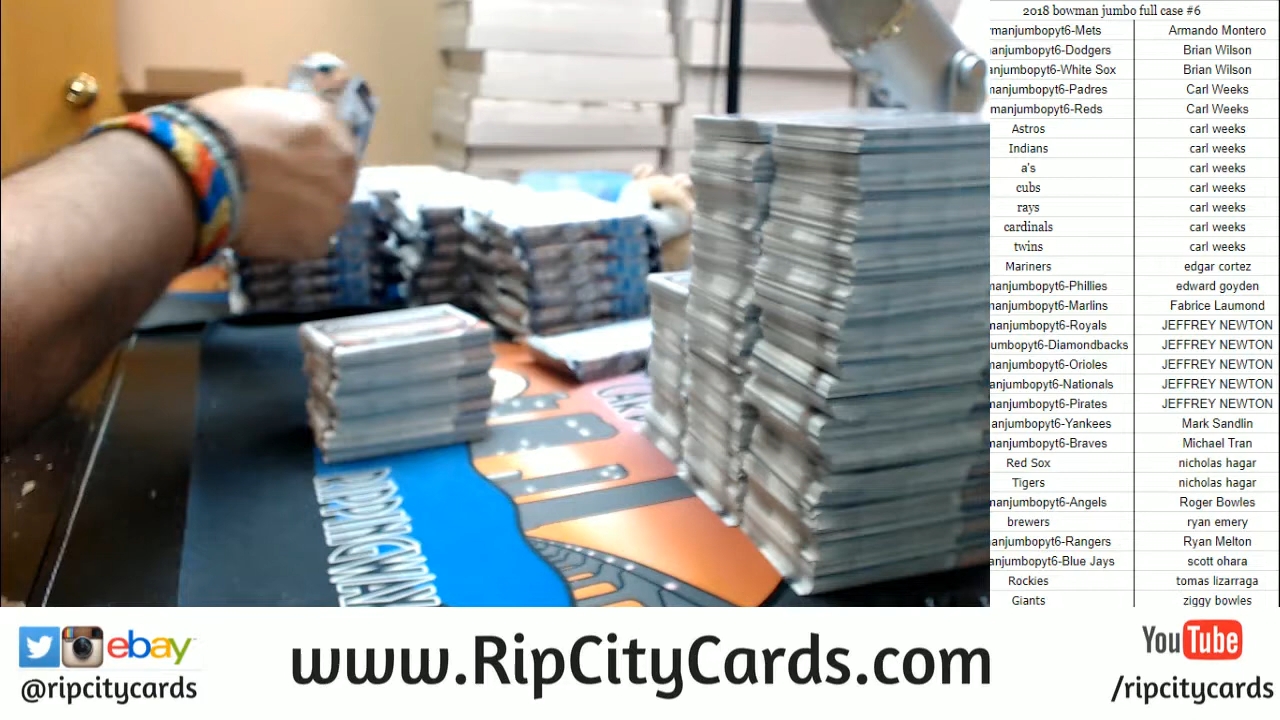 2018 bowman jumbo full case #6
manjumbopyt6-Mets Armando Montero
anjumbopyt6-Dodgers Brian Wilson
anjumbopyt6-White Sox Brian Wilson
manjumbopyt6-Padres Carl Weeks
manjumbopyt6-Reds Carl Weeks
Astros carl weeks
Indians carl weeks
a's carl weeks
cubs carl weeks
rays carl weeks
cardinals carl weeks
twins carl weeks
Mariners edgar cortez
manjumbopyt6-Phillies edward goyden
manjumbopyt6-Marlins Fabrice Laumond
manjumbopyt6-Royals JEFFREY NEWTON
umbopyt6-Diamondbacks JEFFREY NEWTON
manjumbopyt6-Orioles JEFFREY NEWTON
anjumbopyt6-Nationals JEFFREY NEWTON
manjumbopyt6-Pirates JEFFREY NEWTON
anjumbopyt6-Yankees Mark Sandlin
manjumbopyt6-Braves Michael Tran
Red Sox nicholas hagar
Tigers nicholas hagar
manjumbopyt6-Angels Roger Bowles
brewers ryan emery
manjumbopyt6-Rangers Ryan Melton
anjumbopyt6-Blue Jays scott ohara
Rockies tomas lizarraga
Giants ziggy bowles
ebay
@ripcitycards
www.RipCityCards.com
YouTube
/ripcitycards